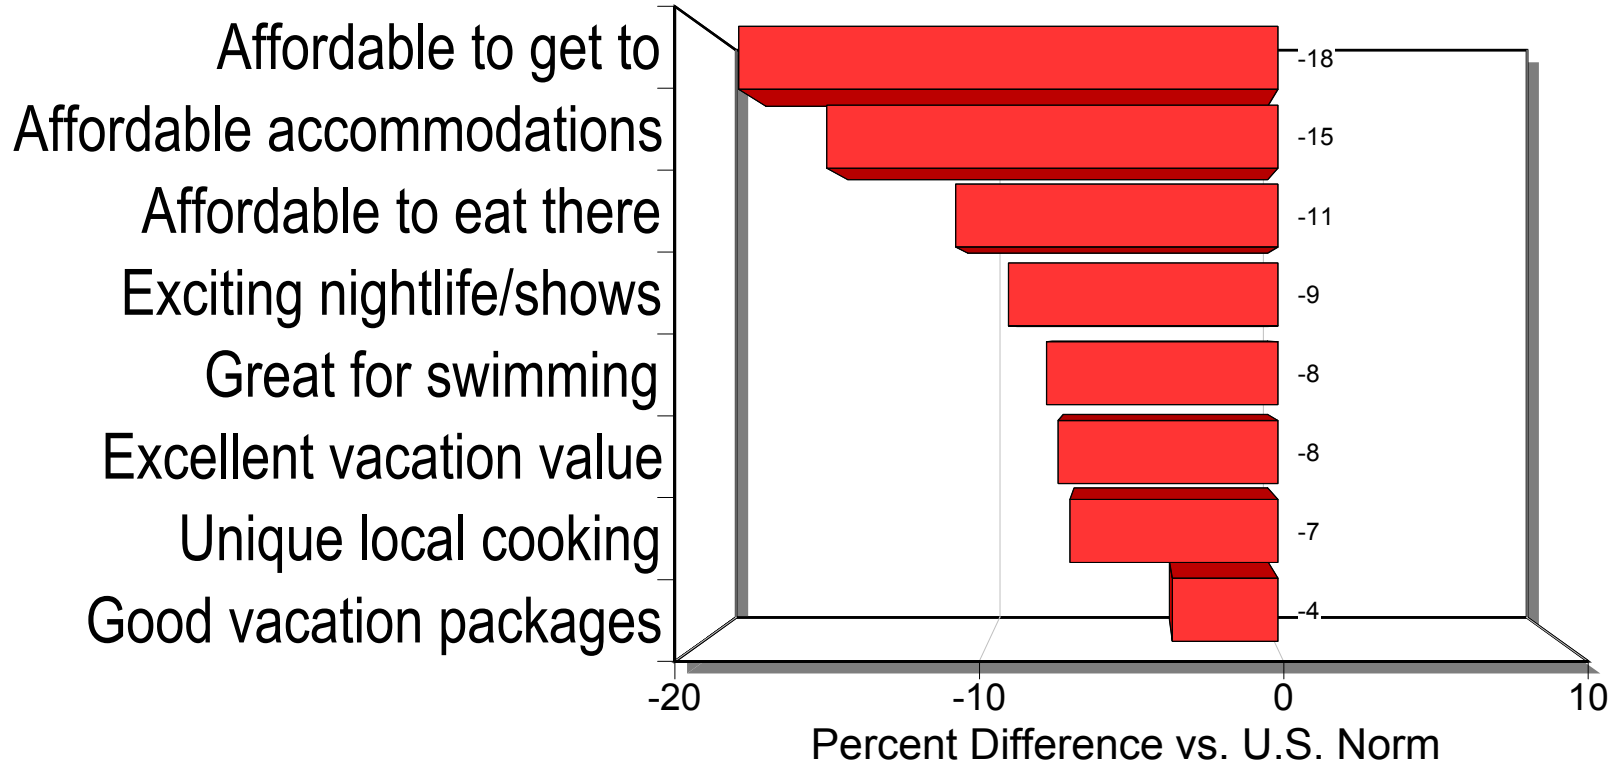 Affordable to get to -18
Affordable accommodations -15
Affordable to eat there -11
Exciting nightlife/shows -9
Great for swimming -8
Excellent vacation value -8
Unique local cooking -7
Good vacation packages -4
-20 -10 0 10
Percent Difference vs. U.S. Norm